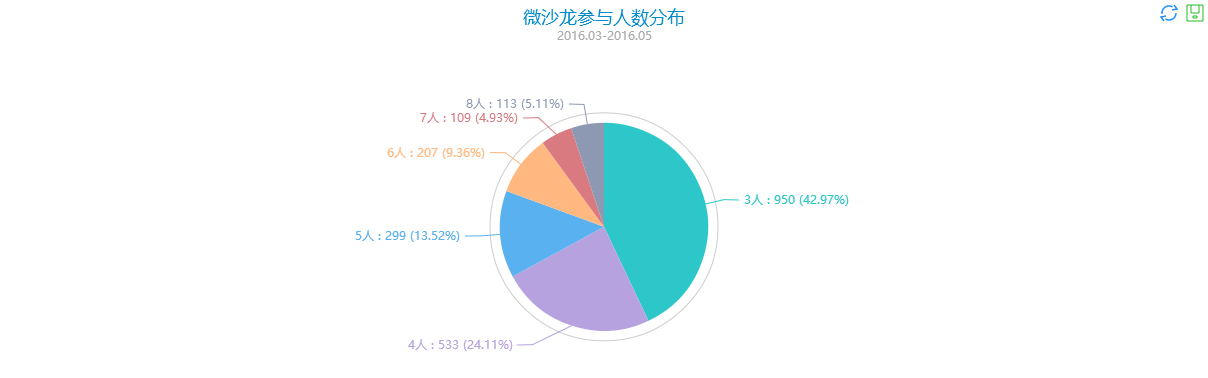 微沙龙参与人数分布
2016.03-2016.05
8人 : 113 (5.11%)
7人 : 109 (4.93%)
6人 : 207 (9.36%)
3人 : 950 (42.97%)
5人 : 299 (13.52%)
4人 : 533 (24.11%)